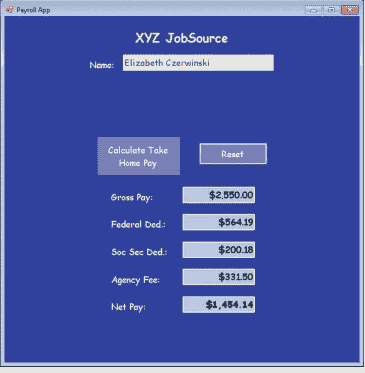 Payroll App
XYZ JobSource
Name: Elizabeth Czerwinski
Calculate Take
Home Pay
Reset
Gross Pay: $2,550.00
Federal Ded.: $564.19
Soc Sec Ded.: $200.18
Agency Fee: $331.50
Net Pay: $1,454.14